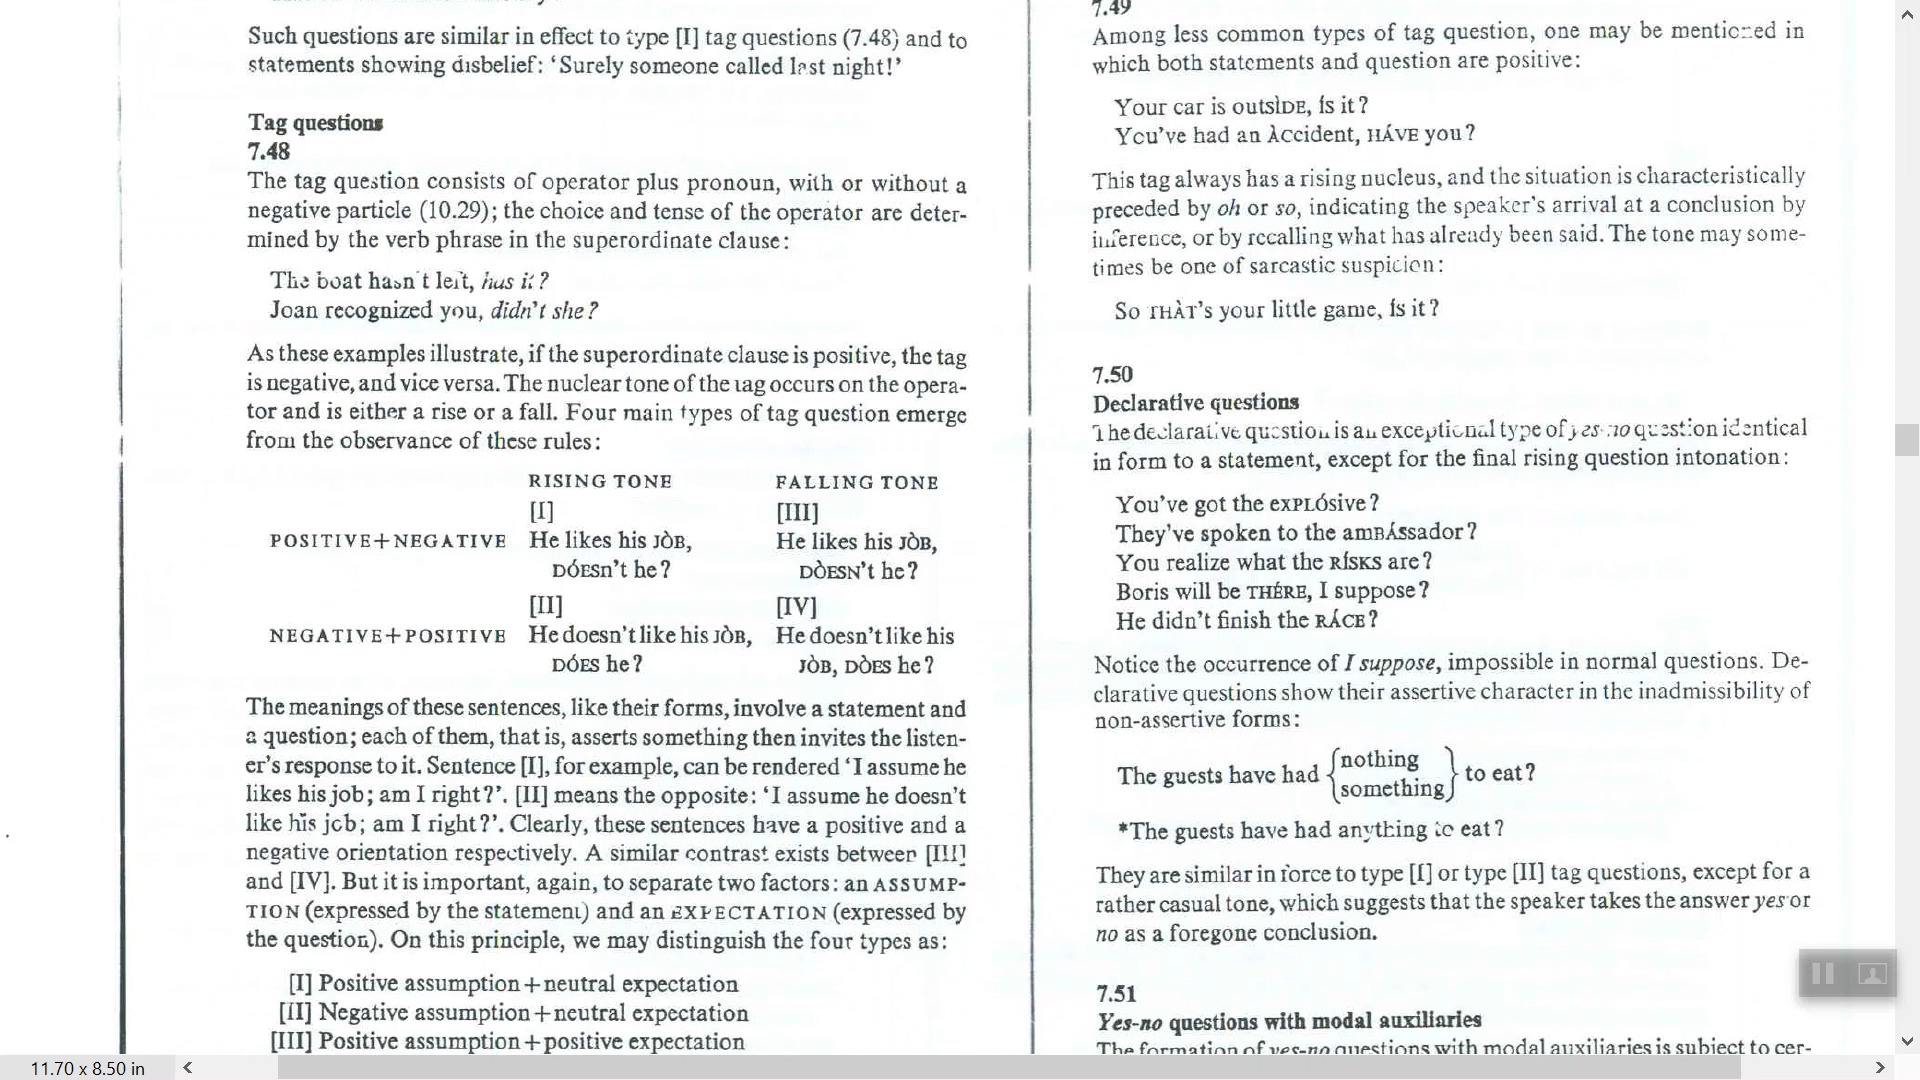 Such questions are similar in effect to type [I] tag questions (7.48) and to
statements showing disbelief: ‘Surely someone called last night!’
Tag questions
7.48
The tag question consists of operator plus pronoun, with or without a
negative particle (10.29); the choice and tense of the operator are deter-
mined by the verb phrase in the superordinate clause:
The boat hasn't left, has it?
Joan recognized you, didn't she?
As these examples illustrate, if the superordinate clause is positive, the tag
is negative, and vice versa. The nuclear tone of the tag occurs on the opera-
tor and is either a rise or a fall. Four main types of tag question emerge
from the observance of these rules:
RISING TONE FALLING TONE
[I] [III]
POSITIVE+NEGATIVE He likes his JÒB, He likes his JÒB,
DÓESn't he? DÒESN't he?
[II] [IV]
NEGATIVE+POSITIVE He doesn't like his JÒB, He doesn't like his
DÓES he? JÒB, DÒES he?
The meanings of these sentences, like their forms, involve a statement and
a question; each of them, that is, asserts something then invites the listen-
er's response to it. Sentence [I], for example, can be rendered ‘I assume he
likes his job; am I right?’. [II] means the opposite: ‘I assume he doesn't
like his job; am I right?’. Clearly, these sentences have a positive and a
negative orientation respectively. A similar contrast exists between [III]
and [IV]. But it is important, again, to separate two factors: an ASSUMP-
TION (expressed by the statement) and an EXPECTATION (expressed by
the question). On this principle, we may distinguish the four types as:
[I] Positive assumption+neutral expectation
[II] Negative assumption+neutral expectation
[III] Positive assumption+positive expectation
7.49
Among less common types of tag question, one may be mentioned in
which both statements and question are positive:
Your car is outsÌDE, Ís it?
You've had an ÀCcident, HÁVE you?
This tag always has a rising nucleus, and the situation is characteristically
preceded by oh or so, indicating the speaker's arrival at a conclusion by
inference, or by recalling what has already been said. The tone may some-
times be one of sarcastic suspicion:
So THÀT's your little game, Ís it?
7.50
Declarative questions
The declarative question is an exceptional type of yes-no question identical
in form to a statement, except for the final rising question intonation:
You've got the exPLÓsive?
They've spoken to the amBÁSsador?
You realize what the RÍSKS are?
Boris will be THÉRE, I suppose?
He didn't finish the RÁCE?
Notice the occurrence of I suppose, impossible in normal questions. De-
clarative questions show their assertive character in the inadmissibility of
non-assertive forms:
The guests have had {nothing
something} to eat?
*The guests have had anything to eat?
They are similar in force to type [I] or type [II] tag questions, except for a
rather casual tone, which suggests that the speaker takes the answer yes or
no as a foregone conclusion.
7.51
Yes-no questions with modal auxiliaries
The formation of yes-no questions with modal auxiliaries is subject to cer-
11.70 x 8.50 in